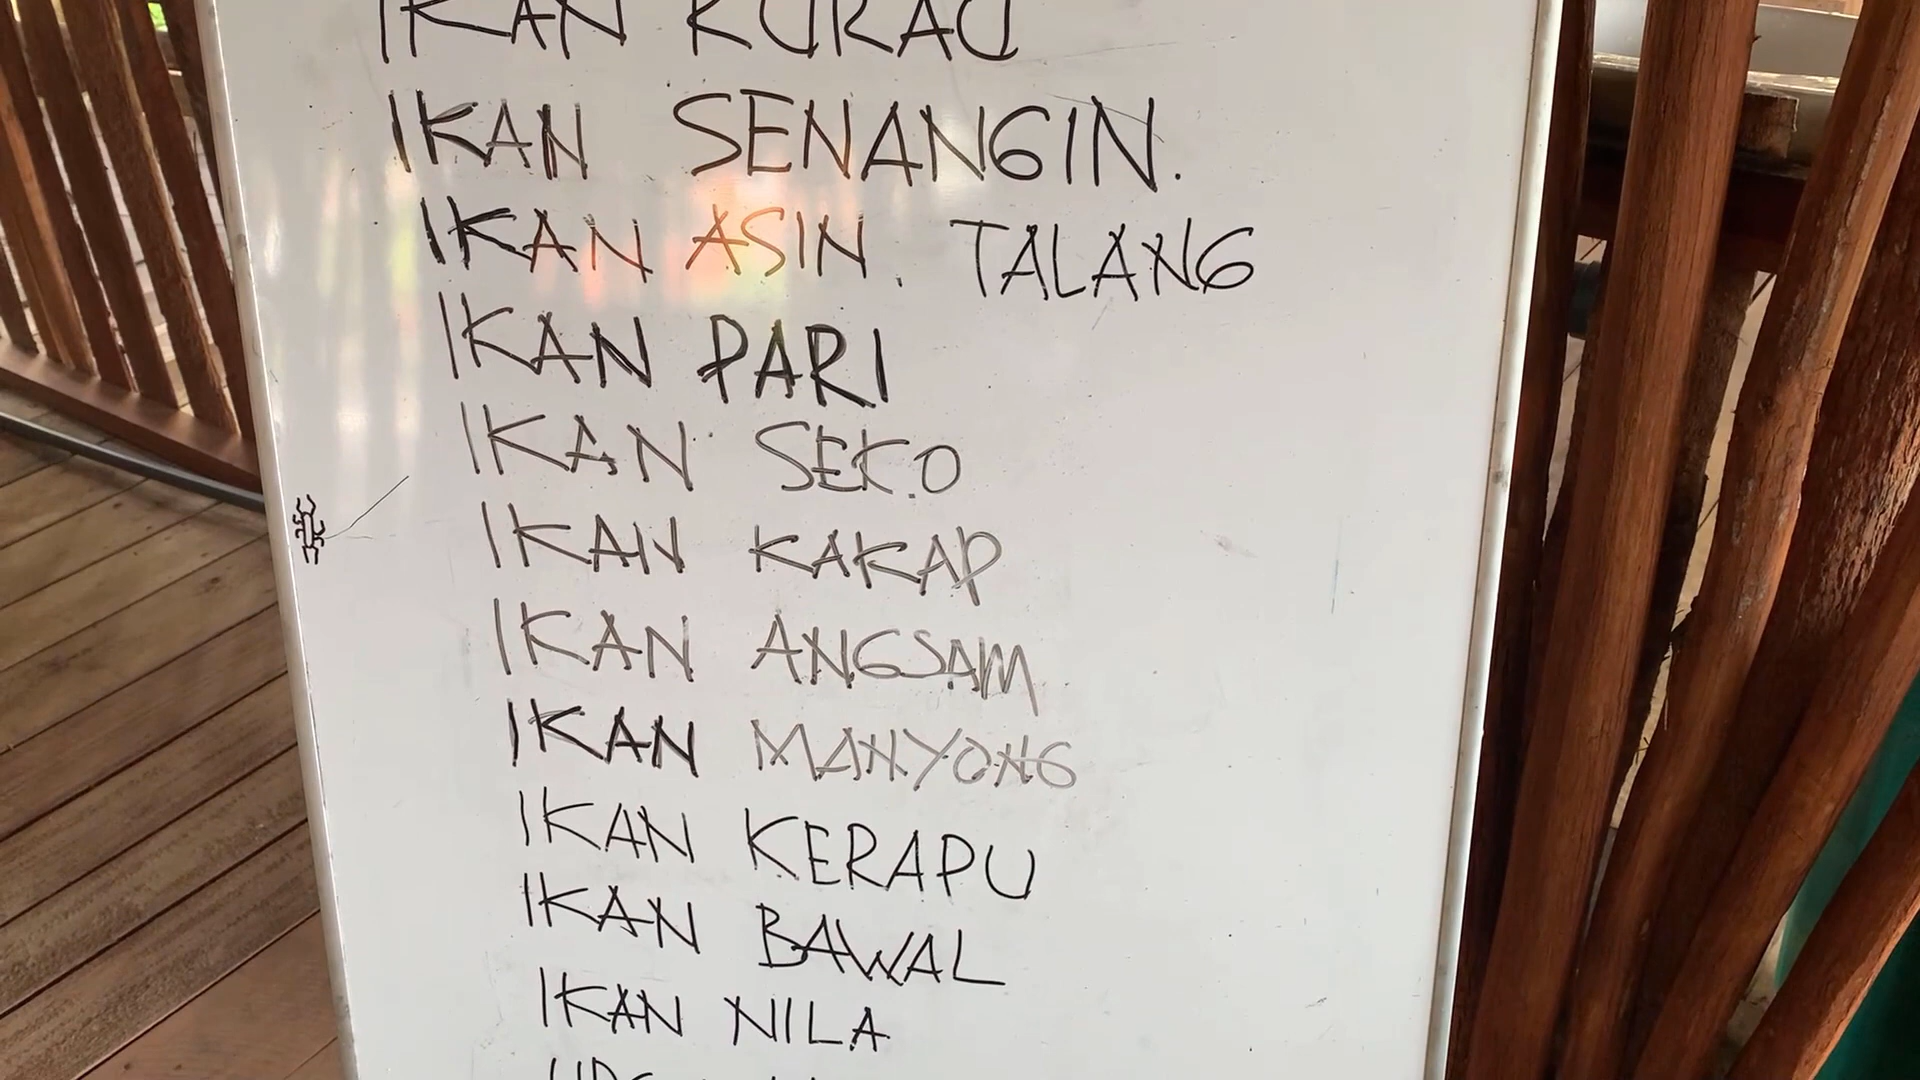 IKAN KURAU
IKAN SENANGIN.
IKAN ASIN. TALANG
IKAN PARI
IKAN SEKO
IKAN KAKAP
IKAN ANGSAM
IKAN MANYONG
IKAN KERAPU
IKAN BAWAL
IKAN NILA